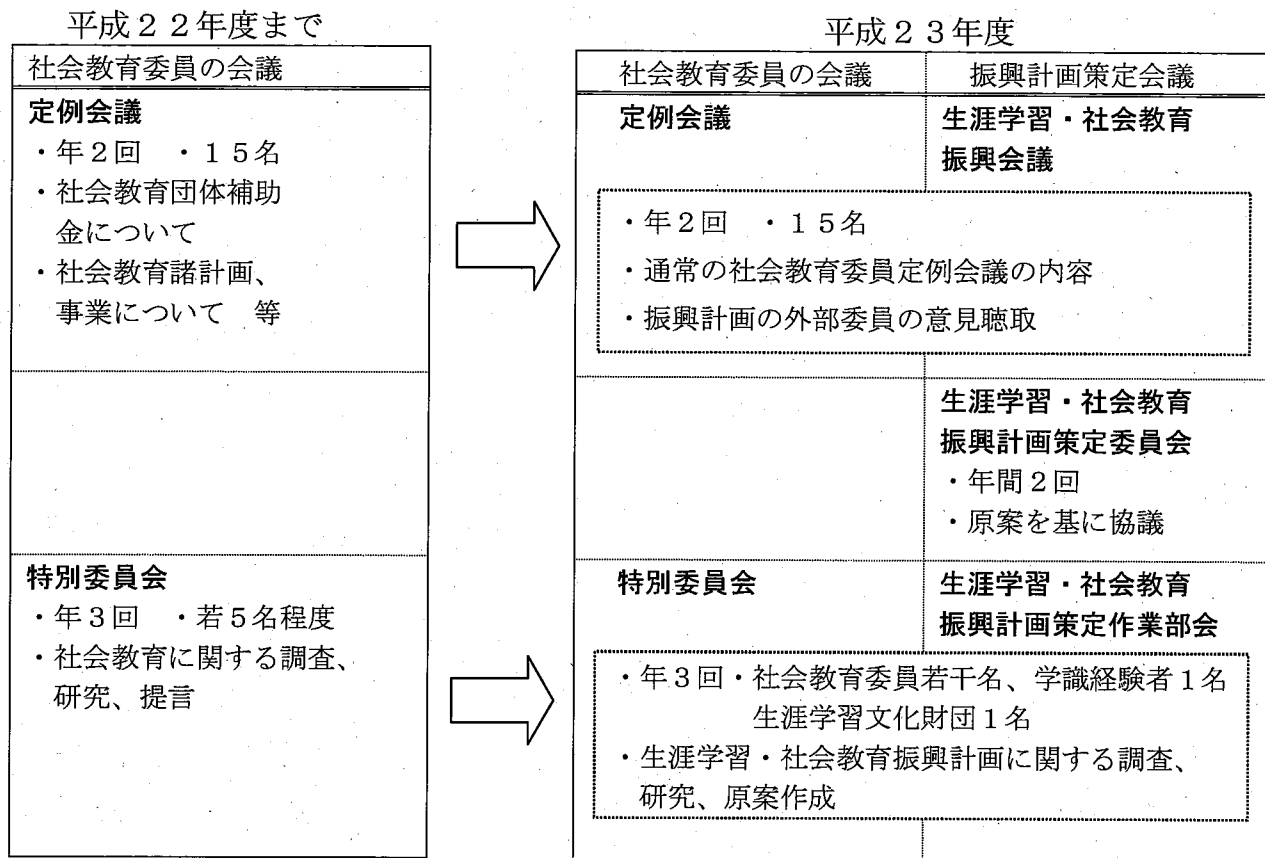 平成２２年度まで
社会教育委員の会議
定例会議
・年２回　・１５名
・社会教育団体補助
金について
・社会教育諸計画、
事業について　等
特別委員会
・年３回　・若５名程度
・社会教育に関する調査、
研究、提言
平成２３年度
社会教育委員の会議　振興計画策定会議
定例会議　生涯学習・社会教育
振興会議
・年２回　・１５名
・通常の社会教育委員定例会議の内容
・振興計画の外部委員の意見聴取
生涯学習・社会教育
振興計画策定委員会
・年間２回
・原案を基に協議
特別委員会　生涯学習・社会教育
振興計画策定作業部会
・年３回・社会教育委員若干名、学識経験者１名
生涯学習文化財団１名
・生涯学習・社会教育振興計画に関する調査、
研究、原案作成